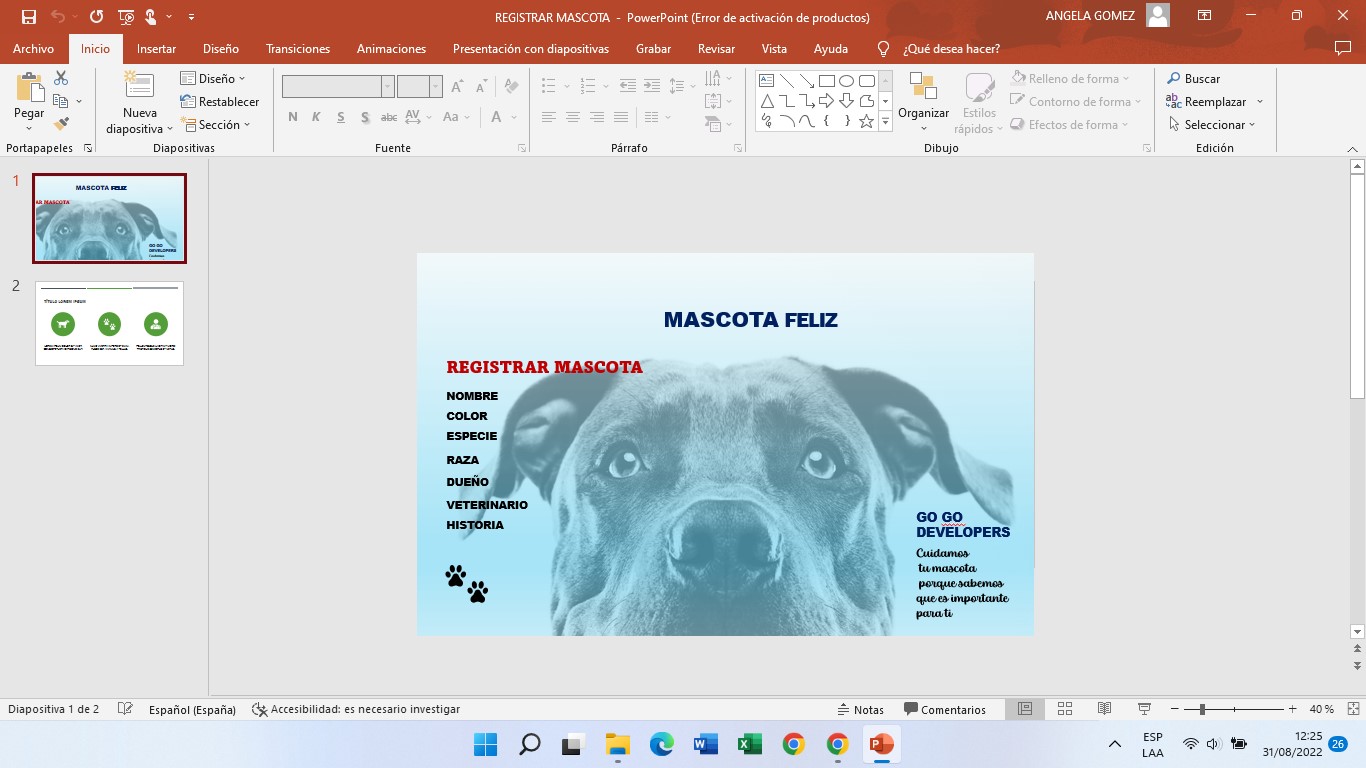 REGISTRAR MASCOTA - PowerPoint (Error de activación de productos)
ANGELA GOMEZ
Archivo Inicio Insertar Diseño Transiciones Animaciones Presentación con diapositivas Grabar Revisar Vista Ayuda ¿Qué desea hacer?
Pegar
Portapapeles
Nueva
diapositiva
Diseño
Restablecer
Sección
Diapositivas
N K S S abc AV Aa A
Fuente
Párrafo
Organizar
Estilos
rápidos
Relleno de forma
Contorno de forma
Efectos de forma
Dibujo
Buscar
Reemplazar
Seleccionar
Edición
1
MASCOTA FELIZ
AR MASCOTA
GO GO
DEVELOPERS
Cuidamos
2
TÍTULO LOREM IPSUM
MASCOTA FELIZ
REGISTRAR MASCOTA
NOMBRE
COLOR
ESPECIE
RAZA
DUEÑO
VETERINARIO
HISTORIA
GO GO
DEVELOPERS
Cuidamos
tu mascota
porque sabemos
que es importante
para ti
Diapositiva 1 de 2 Español (España) Accesibilidad: es necesario investigar Notas Comentarios 40 %
ESP
LAA
12:25
31/08/2022
26